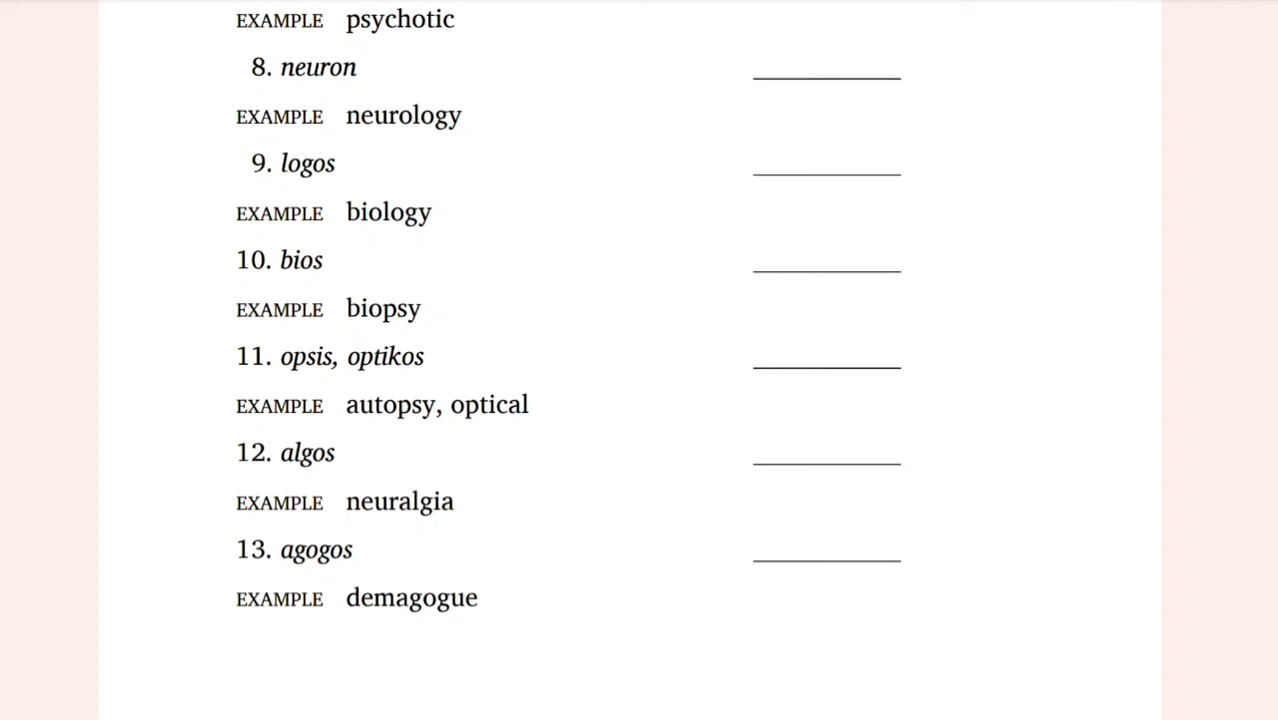 EXAMPLE psychotic
8. neuron
EXAMPLE neurology
9. logos
EXAMPLE biology
10. bios
EXAMPLE biopsy
11. opsis, optikos
EXAMPLE autopsy, optical
12. algos
EXAMPLE neuralgia
13. agogos
EXAMPLE demagogue